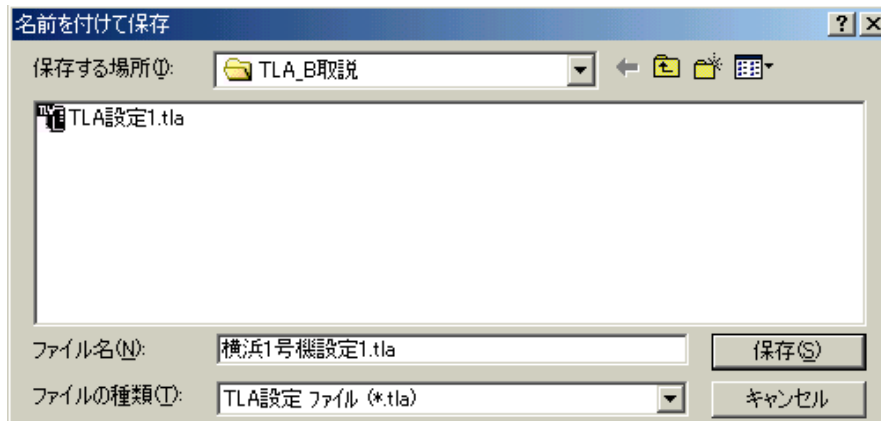 名前を付けて保存
保存する場所(I): TLA_B取説
TLA設定1.tla
ファイル名(N): 横浜1号機設定1.tla 保存(S)
ファイルの種類(T): TLA設定 ファイル (*.tla) キャンセル